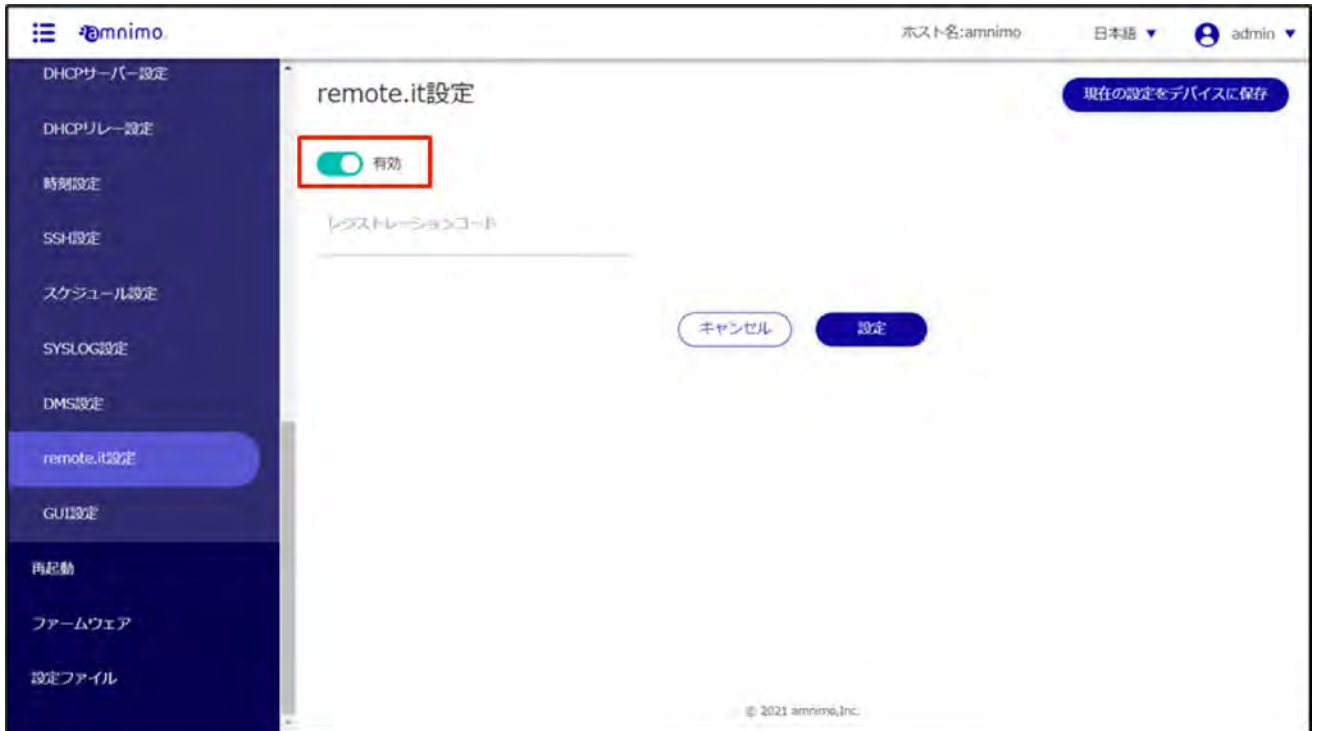 amnimo
ホスト名:amnimo
日本語 ▼
admin ▼
DHCPサーバー設定
DHCPリレー設定
時刻設定
SSH設定
スケジュール設定
SYSLOG設定
DMS設定
remote.it設定
GUI設定
再起動
ファームウェア
設定ファイル
remote.it設定
現在の設定をデバイスに保存
有効
レジストレーションコード
キャンセル
設定
© 2021 amnimo,Inc.